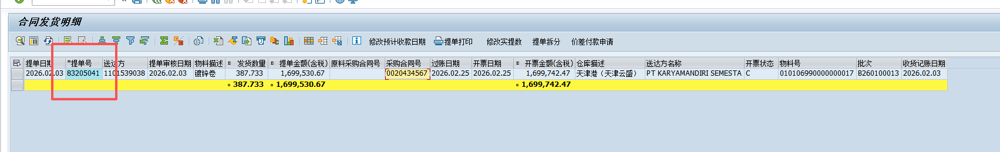 合同发货明细
修改预计收款日期 提单打印 修改实提数 提单拆分 价差付款申请
提单日期 *提单号 送达方 提单审核日期 物料描述 Σ 发货数量 Σ 提单金额(含税) 原料采购合同号 采购合同号 过账日期 开票日期 Σ 开票金额(含税) 仓库描述 送达方名称 开票状态 物料号 批次 收货记账日期
2026.02.03 83205041 1101539038 2026.02.03 镀锌卷 387.733 1,699,530.67 0020434567 2026.02.25 2026.02.25 1,699,742.47 天津港（天津云盛） PT KARYAMANDIRI SEMESTA C 010106990000000017 B260100013 2026.02.03
387.733 1,699,530.67 1,699,742.47